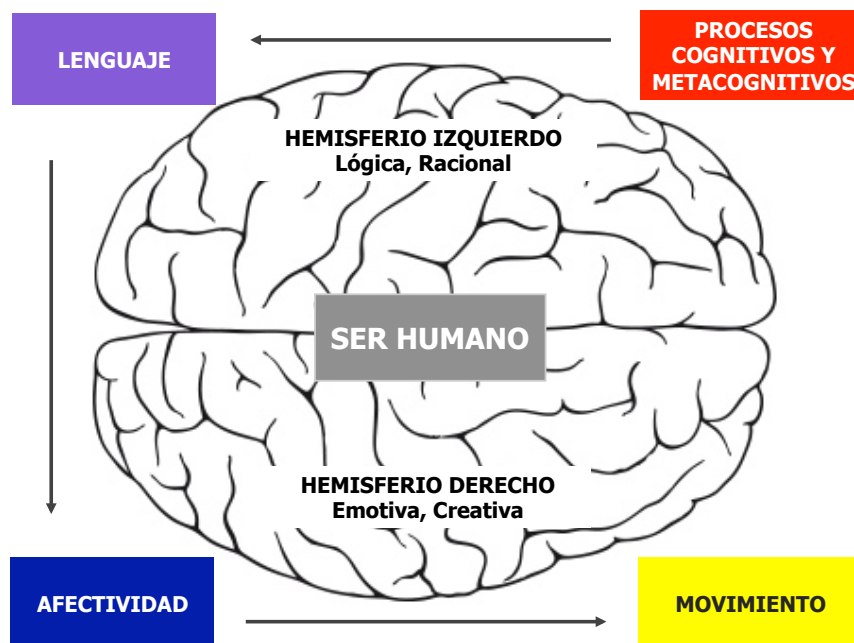 LENGUAJE
PROCESOS
COGNITIVOS Y
METACOGNITIVOS
HEMISFERIO IZQUIERDO
Lógica, Racional
SER HUMANO
HEMISFERIO DERECHO
Emotiva, Creativa
AFECTIVIDAD
MOVIMIENTO